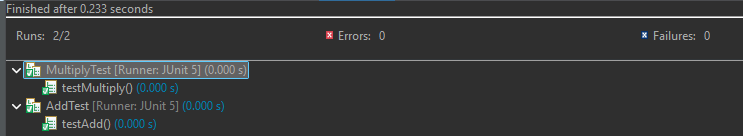 Finished after 0.233 seconds
Runs: 2/2 Errors: 0 Failures: 0
MultiplyTest [Runner: JUnit 5] (0.000 s)
testMultiply() (0.000 s)
AddTest [Runner: JUnit 5] (0.000 s)
testAdd() (0.000 s)